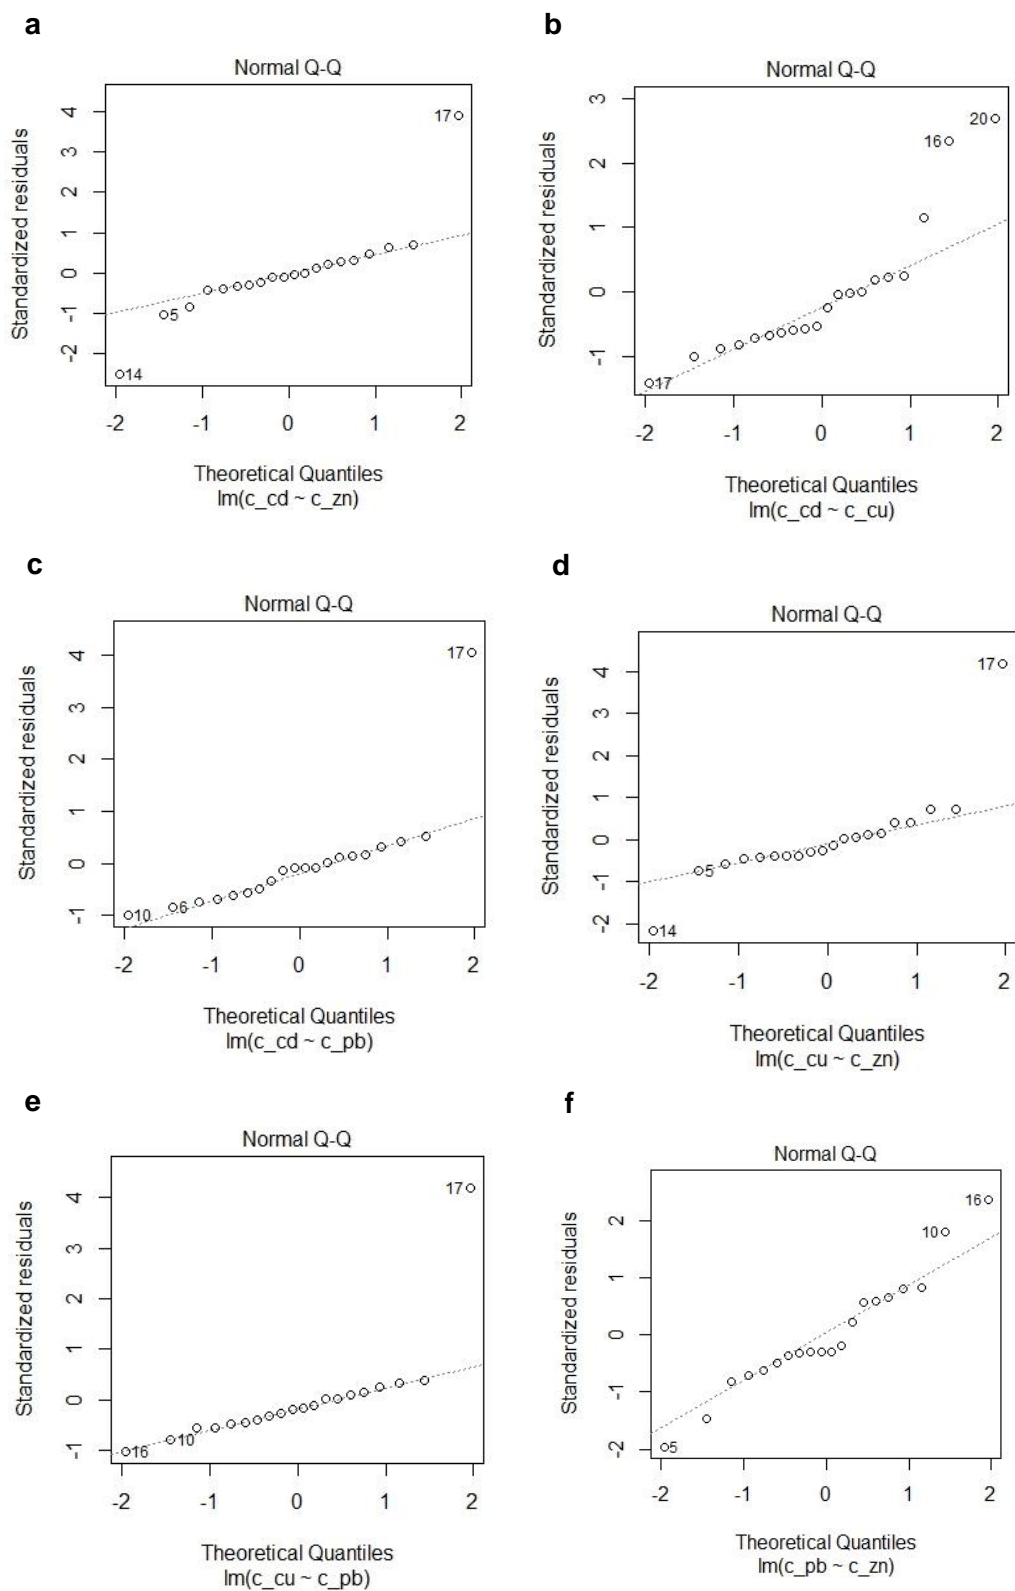 a
Normal Q-Q
Standardized residuals
4
3
2
1
0
-1
-2
17
5
14
-2 -1 0 1 2
Theoretical Quantiles
lm(c_cd ~ c_zn)
b
Normal Q-Q
Standardized residuals
3
2
1
0
-1
20
16
17
-2 -1 0 1 2
Theoretical Quantiles
lm(c_cd ~ c_cu)
c
Normal Q-Q
Standardized residuals
4
3
2
1
0
-1
17
10 6
-2 -1 0 1 2
Theoretical Quantiles
lm(c_cd ~ c_pb)
d
Normal Q-Q
Standardized residuals
4
3
2
1
0
-1
-2
17
5
14
-2 -1 0 1 2
Theoretical Quantiles
lm(c_cu ~ c_zn)
e
Normal Q-Q
Standardized residuals
4
3
2
1
0
-1
17
10
16
-2 -1 0 1 2
Theoretical Quantiles
lm(c_cu ~ c_pb)
f
Normal Q-Q
Standardized residuals
2
1
0
-1
-2
16
10
5
-2 -1 0 1 2
Theoretical Quantiles
lm(c_pb ~ c_zn)